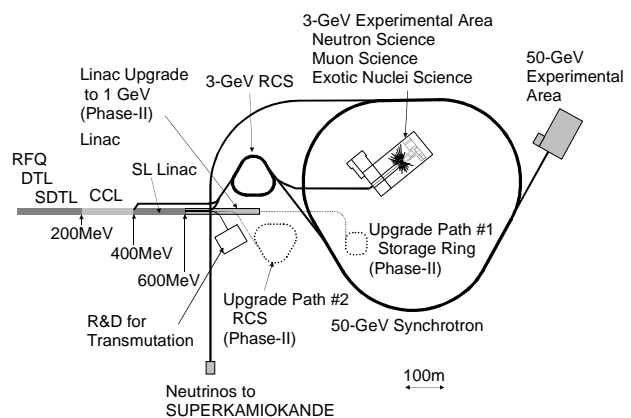 3-GeV Experimental Area
Neutron Science
Muon Science
Exotic Nuclei Science
50-GeV
Experimental
Area
Linac Upgrade
to 1 GeV
(Phase-II)
3-GeV RCS
Linac
RFQ
DTL
SDTL
CCL
SL Linac
200MeV
400MeV
600MeV
Upgrade Path #1
Storage Ring
(Phase-II)
Upgrade Path #2
RCS
(Phase-II)
R&D for
Transmutation
50-GeV Synchrotron
Neutrinos to
SUPERKAMIOKANDE
100m